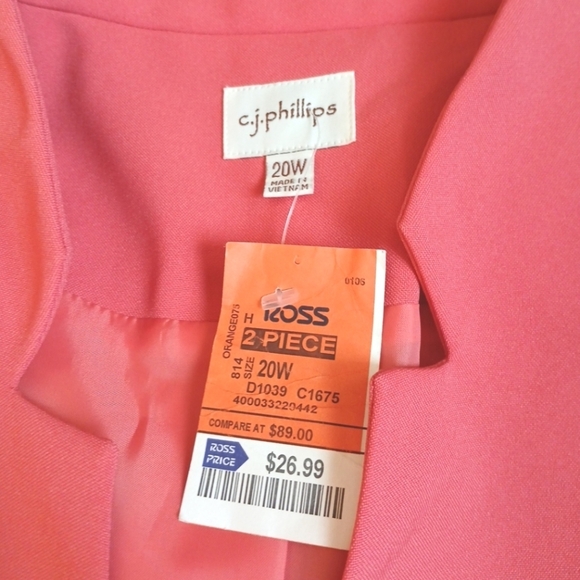 c.j.phillips
20W
MADE IN
VIETNAM
0106
ROSS
H
2-PIECE
ORANGE075
814
SIZE 20W
D1039 C1675
400033220442
COMPARE AT $89.00
ROSS
PRICE
$26.99